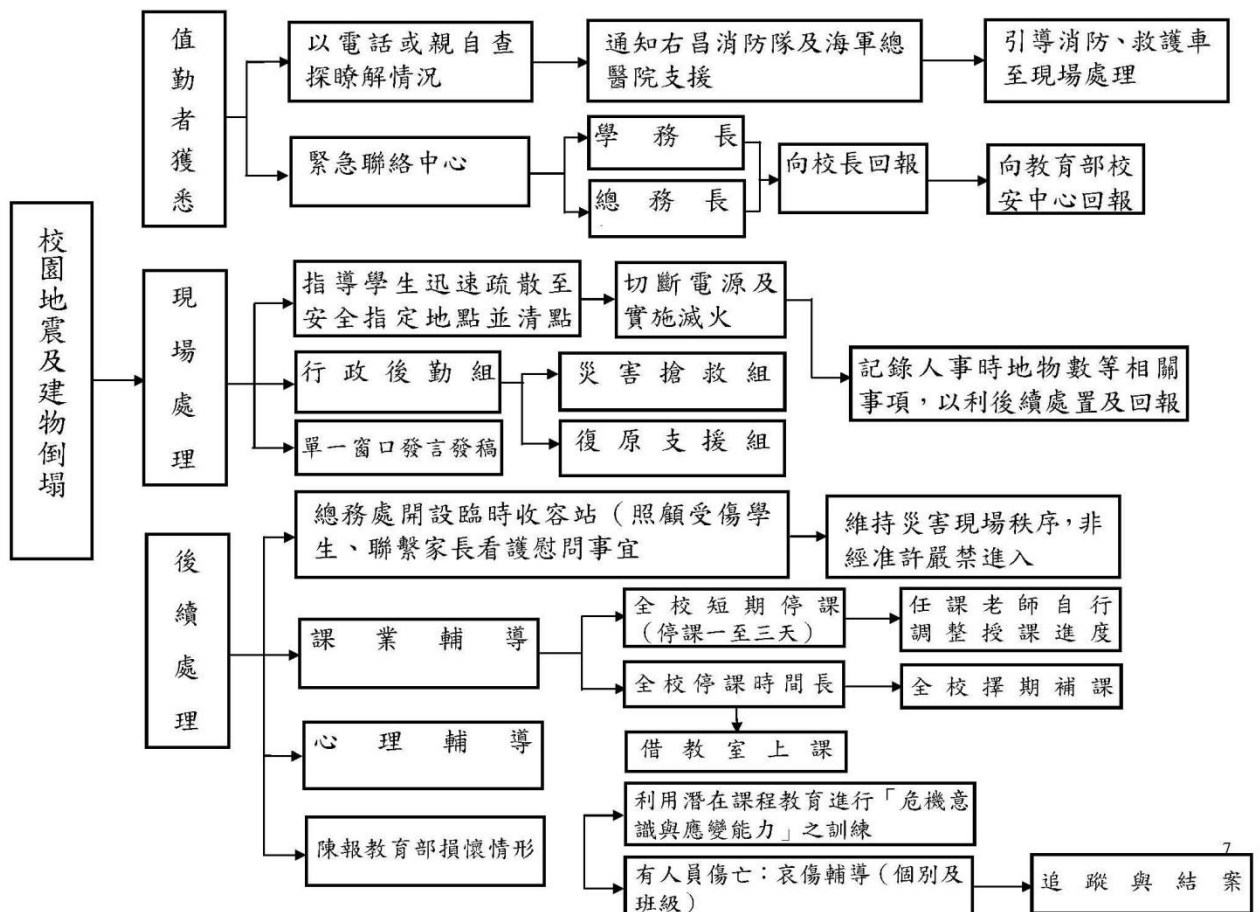 校園地震及建物倒塌
值勤者獲悉
以電話或親自查
探瞭解情況
通知右昌消防隊及海軍總
醫院支援
引導消防、救護車
至現場處理
緊急聯絡中心
學務長
總務長
向校長回報
向教育部校
安中心回報
現場處理
指導學生迅速疏散至
安全指定地點並清點
切斷電源及
實施滅火
記錄人事時地物數等相關
事項，以利後續處置及回報
行政後勤組
災害搶救組
復原支援組
單一窗口發言發稿
後續處理
總務處開設臨時收容站（照顧受傷學
生、聯繫家長看護慰問事宜
維持災害現場秩序，非
經准許嚴禁進入
課業輔導
全校短期停課
（停課一至三天）
任課老師自行
調整授課進度
全校停課時間長
全校擇期補課
借教室上課
心理輔導
陳報教育部損懷情形
利用潛在課程教育進行「危機意
識與應變能力」之訓練
有人員傷亡：哀傷輔導（個別及
班級）
追蹤與結案
7